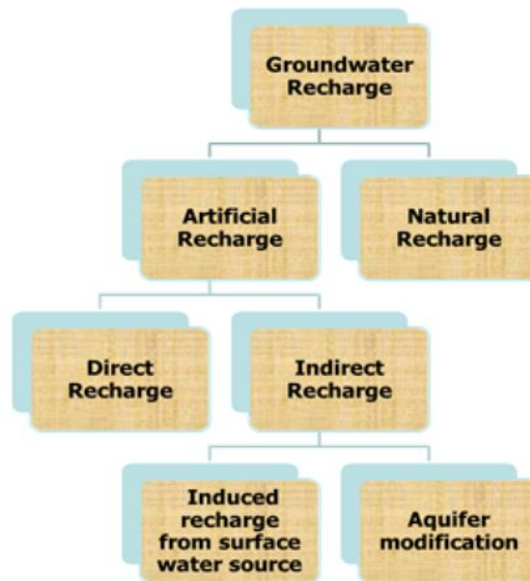 Groundwater
Recharge
Artificial
Recharge
Natural
Recharge
Direct
Recharge
Indirect
Recharge
Induced
recharge
from surface
water source
Aquifer
modification